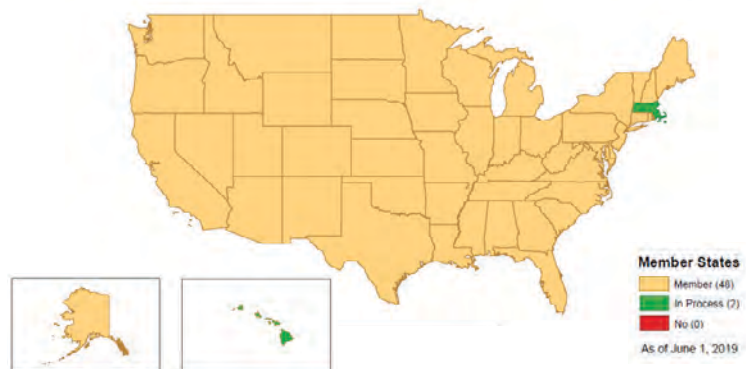 Member States
Member (48)
In Process (2)
No (0)
As of June 1, 2019